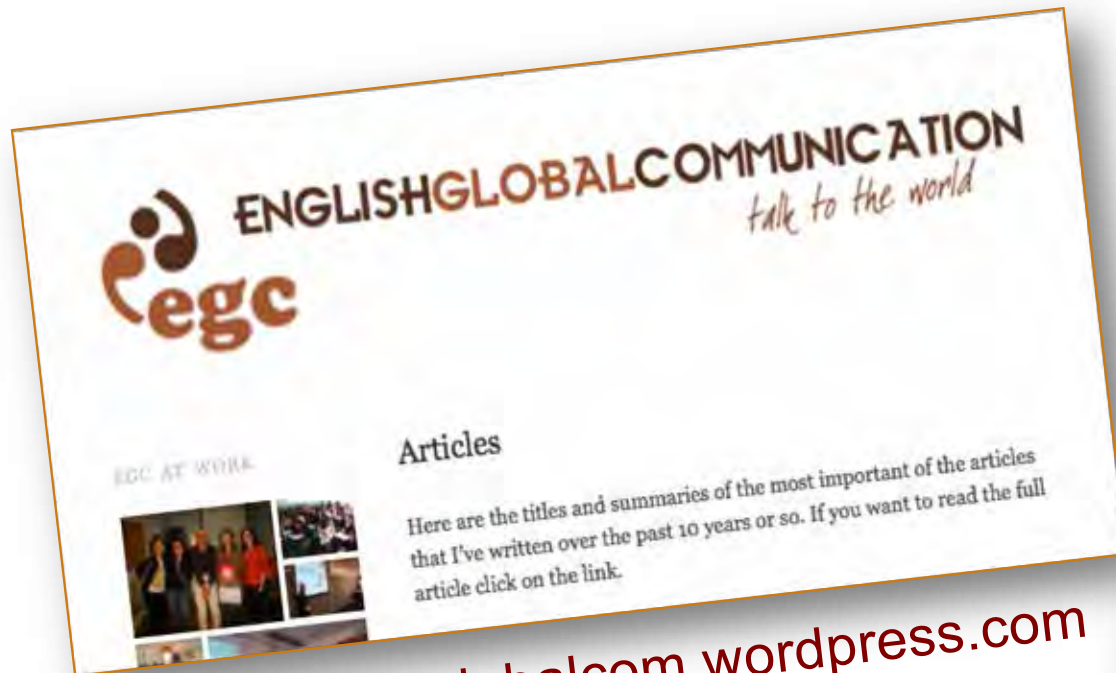 ENGLISHGLOBALCOMMUNICATION
talk to the world
egc
EGC AT WORK
Articles
Here are the titles and summaries of the most important of the articles
that I've written over the past 10 years or so. If you want to read the full
article click on the link.
lobalcom.wordpress.com